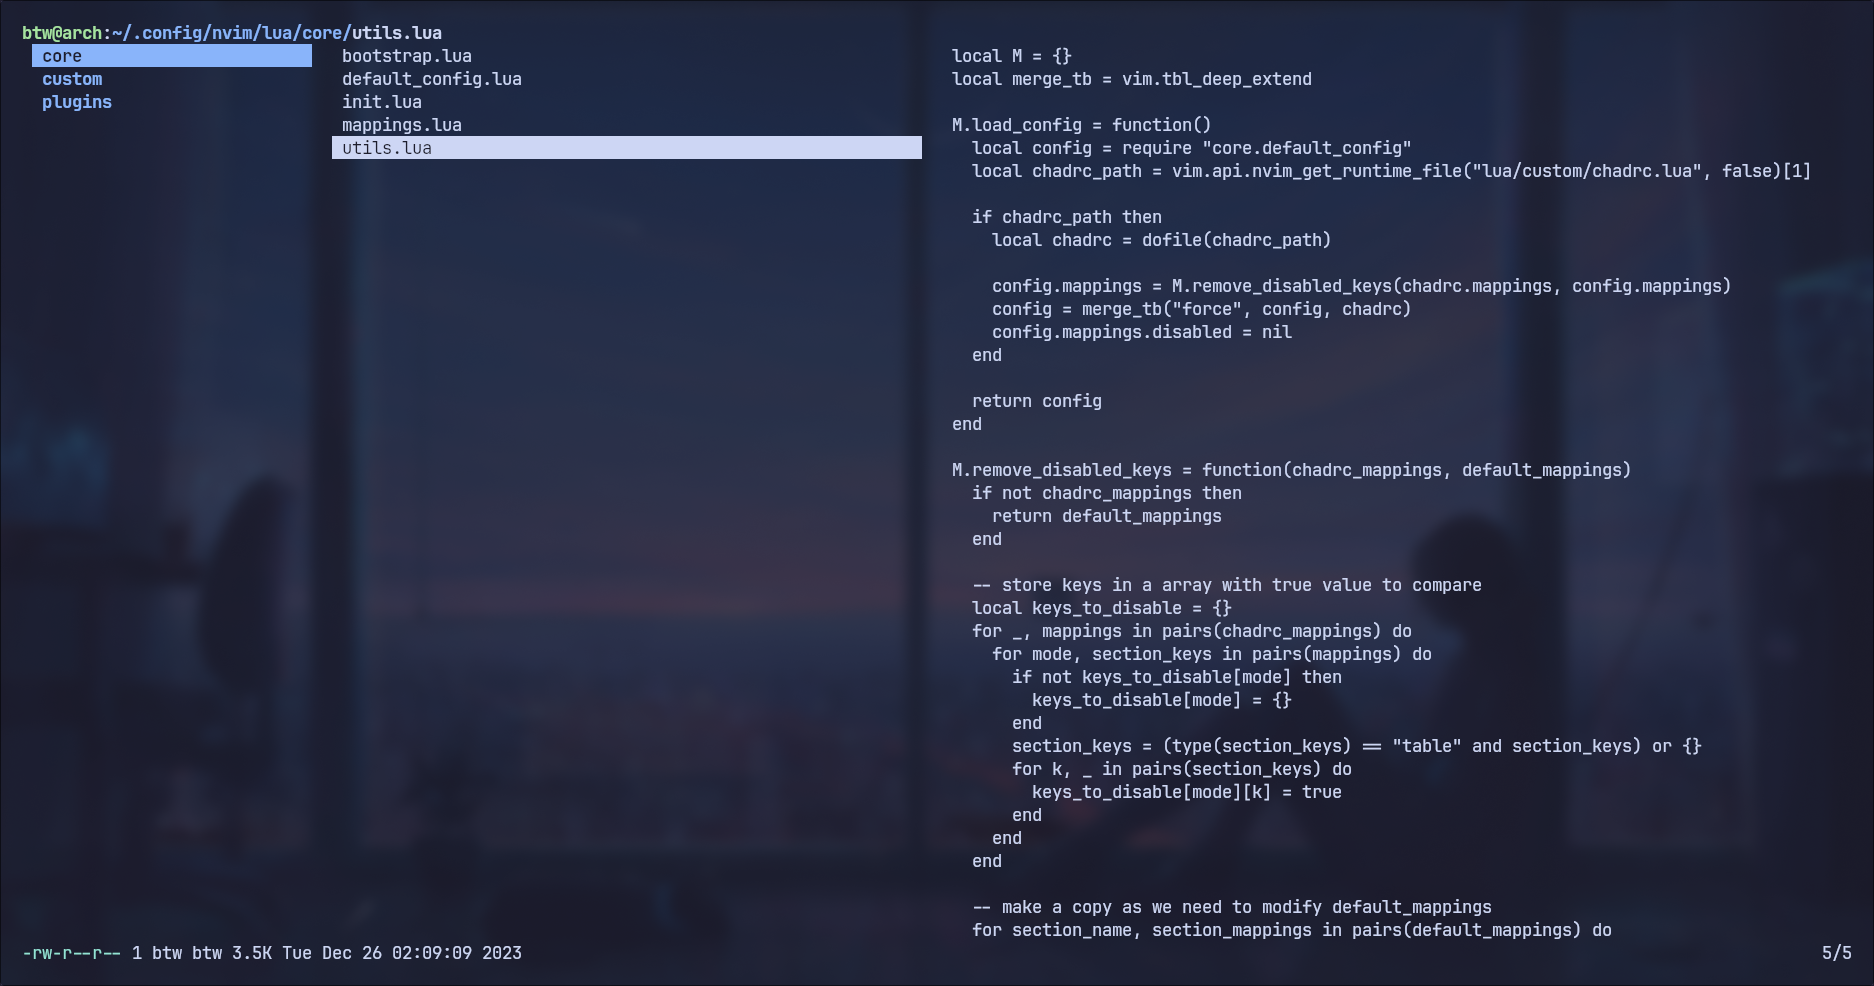 btw@arch:~/.config/nvim/lua/core/utils.lua
core
custom
plugins
bootstrap.lua
default_config.lua
init.lua
mappings.lua
utils.lua
local M = {}
local merge_tb = vim.tbl_deep_extend

M.load_config = function()
  local config = require "core.default_config"
  local chadrc_path = vim.api.nvim_get_runtime_file("lua/custom/chadrc.lua", false)[1]

  if chadrc_path then
    local chadrc = dofile(chadrc_path)

    config.mappings = M.remove_disabled_keys(chadrc.mappings, config.mappings)
    config = merge_tb("force", config, chadrc)
    config.mappings.disabled = nil
  end

  return config
end

M.remove_disabled_keys = function(chadrc_mappings, default_mappings)
  if not chadrc_mappings then
    return default_mappings
  end

  -- store keys in a array with true value to compare
  local keys_to_disable = {}
  for _, mappings in pairs(chadrc_mappings) do
    for mode, section_keys in pairs(mappings) do
      if not keys_to_disable[mode] then
        keys_to_disable[mode] = {}
      end
      section_keys = (type(section_keys) == "table" and section_keys) or {}
      for k, _ in pairs(section_keys) do
        keys_to_disable[mode][k] = true
      end
    end
  end

  -- make a copy as we need to modify default_mappings
  for section_name, section_mappings in pairs(default_mappings) do
-rw-r--r-- 1 btw btw 3.5K Tue Dec 26 02:09:09 2023
5/5